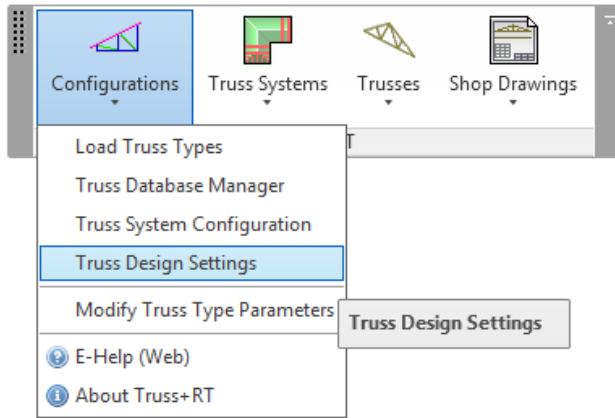 Configurations
Truss Systems
Trusses
Shop Drawings
T
Load Truss Types
Truss Database Manager
Truss System Configuration
Truss Design Settings
Modify Truss Type Parameters
Truss Design Settings
E-Help (Web)
About Truss+RT